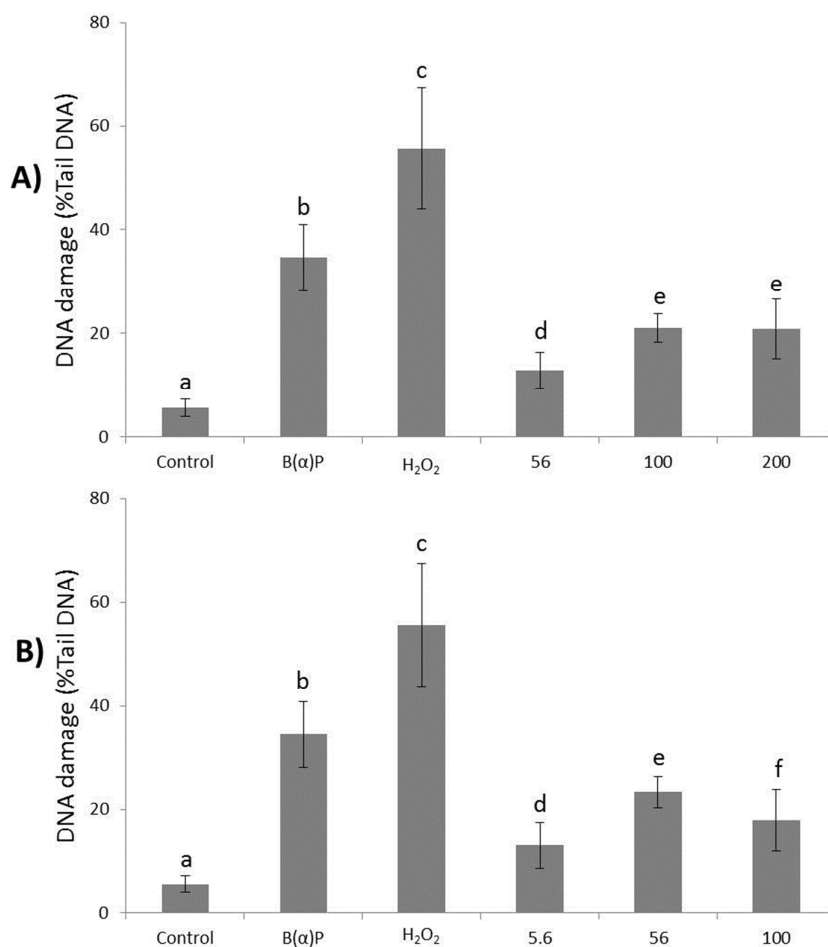 A)
DNA damage (%Tail DNA)
80
60
40
20
0
a
b
c
d
e
e
Control B(α)P H₂O₂ 56 100 200
B)
DNA damage (%Tail DNA)
80
60
40
20
0
a
b
c
d
e
f
Control B(α)P H₂O₂ 5.6 56 100